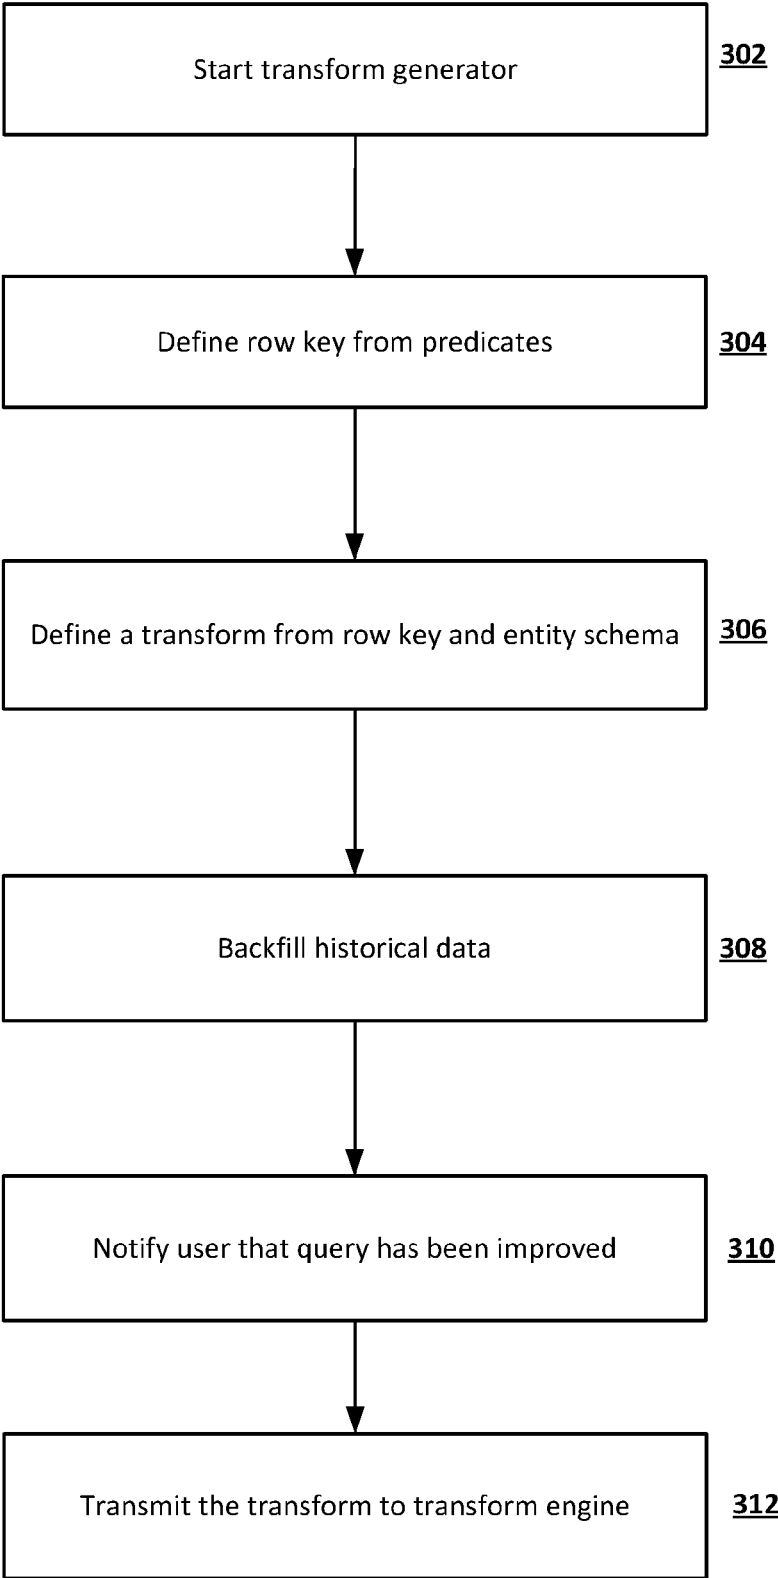 Start transform generator
302
Define row key from predicates
304
Define a transform from row key and entity schema
306
Backfill historical data
308
Notify user that query has been improved
310
Transmit the transform to transform engine
312